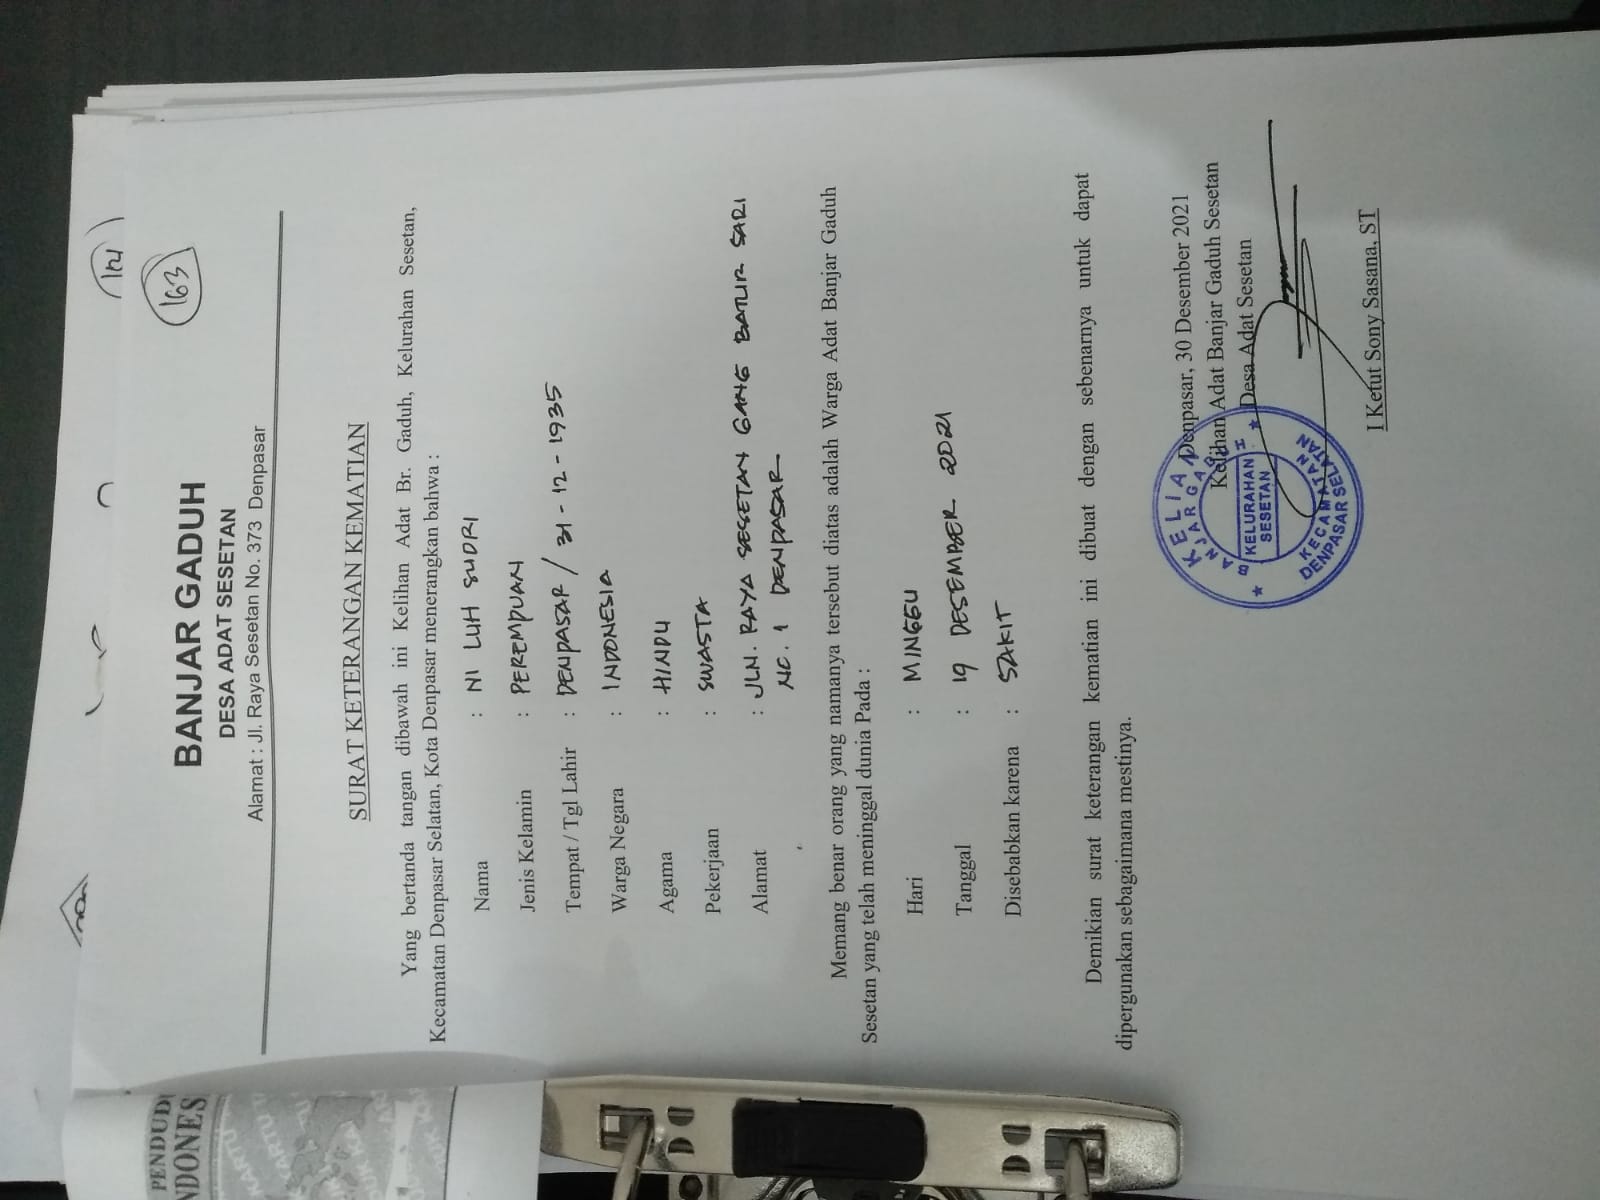 PENDUDU
NDONES
KARTU
KARTU TA
163
BANJAR GADUH
DESA ADAT SESETAN
Alamat : Jl. Raya Sesetan No. 373 Denpasar
SURAT KETERANGAN KEMATIAN
Yang bertanda tangan dibawah ini Kelihan Adat Br. Gaduh, Kelurahan Sesetan,
Kecamatan Denpasar Selatan, Kota Denpasar menerangkan bahwa :
Nama : NI LUH SUDRI
Jenis Kelamin : PEREMPUAN
Tempat / Tgl Lahir : DENPASAR / 31 - 12 - 1935
Warga Negara : INDONESIA
Agama : HINDU
Pekerjaan : SWASTA
Alamat : JLN. RAYA SESETAN GANG BATUR SARI
NO. 1 DENPASAR
Memang benar orang yang namanya tersebut diatas adalah Warga Adat Banjar Gaduh
Sesetan yang telah meninggal dunia Pada :
Hari : MINGGU
Tanggal : 19 DESEMBER 2021
Disebabkan karena : SAKIT
Demikian surat keterangan kematian ini dibuat dengan sebenarnya untuk dapat
dipergunakan sebagaimana mestinya.
Denpasar, 30 Desember 2021
Kelihan Adat Banjar Gaduh Sesetan
Desa Adat Sesetan
KELIAN
BANJAR GADUH
KELURAHAN
SESETAN
KECAMATAN
DENPASAR SELATAN
I Ketut Sony Sasana, ST